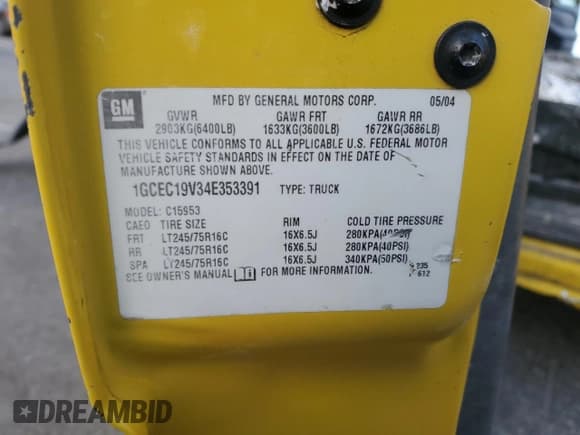 GM MFD BY GENERAL MOTORS CORP. 05/04
GVWR GAWR FRT GAWR RR
2903KG(6400LB) 1633KG(3600LB) 1672KG(3686LB)
THIS VEHICLE CONFORMS TO ALL APPLICABLE U.S. FEDERAL MOTOR
VEHICLE SAFETY STANDARDS IN EFFECT ON THE DATE OF
MANUFACTURE SHOWN ABOVE.
1GCEC19V34E353391 TYPE: TRUCK
MODEL: C15953
CAEO TIRE SIZE RIM COLD TIRE PRESSURE
FRT LT245/75R16C 16X6.5J 280KPA(40PSI)
RR LT245/75R16C 16X6.5J 280KPA(40PSI)
SPA LT245/75R16C 16X6.5J 340KPA(50PSI)
SEE OWNER'S MANUAL FOR MORE INFORMATION.
612
DREAMBID